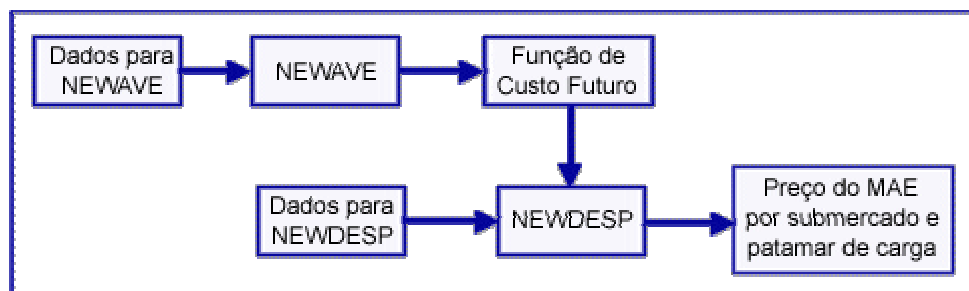 Dados para
NEWAVE
NEWAVE
Função de
Custo Futuro
Dados para
NEWDESP
NEWDESP
Preço do MAE
por submercado e
patamar de carga